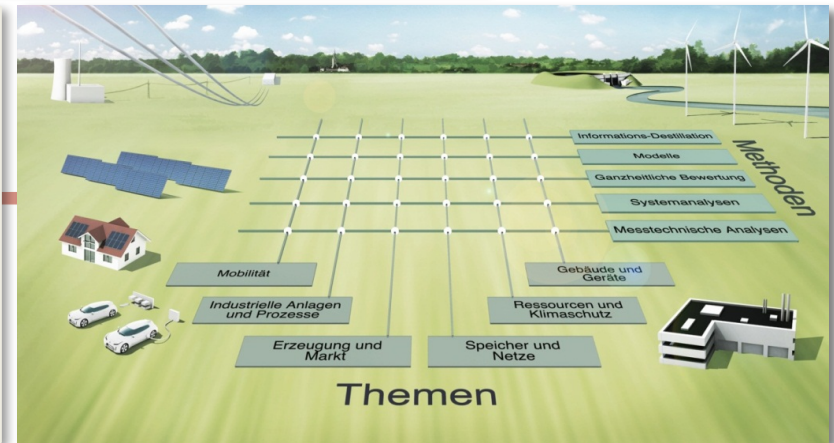 Informations-Destillation
Modelle
Ganzheitliche Bewertung
Systemanalysen
Messtechnische Analysen
Methoden
Mobilität
Gebäude und
Geräte
Industrielle Anlagen
und Prozesse
Ressourcen und
Klimaschutz
Erzeugung und
Markt
Speicher und
Netze
Themen